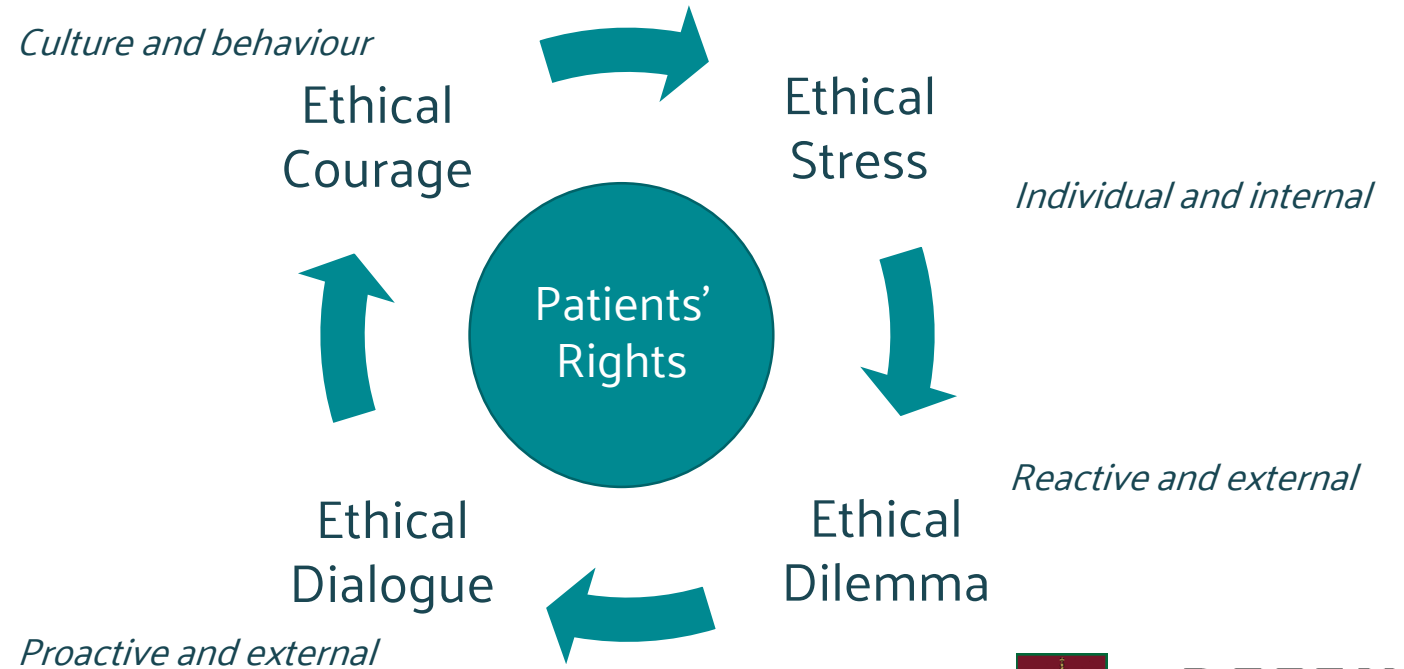 Culture and behaviour
Ethical
Courage
Ethical
Stress
Individual and internal
Patients’
Rights
Reactive and external
Ethical
Dialogue
Ethical
Dilemma
Proactive and external